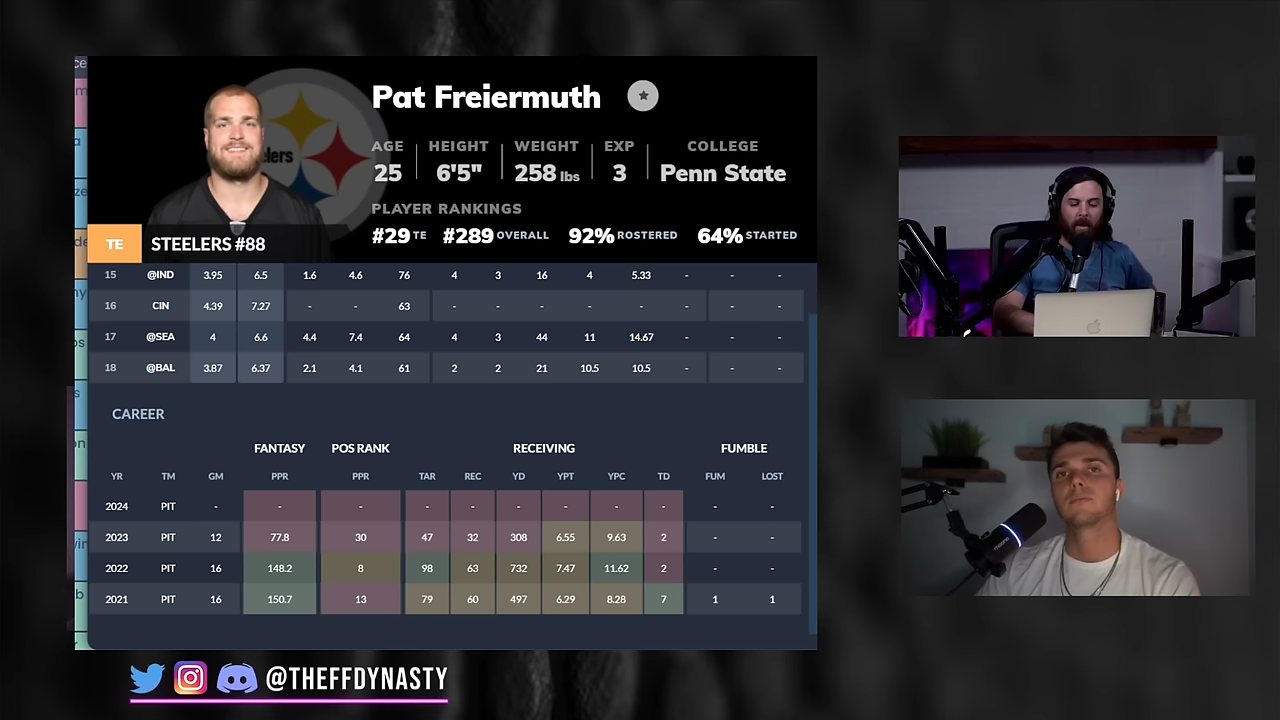 Pat Freiermuth
AGE HEIGHT WEIGHT EXP COLLEGE
25 6'5" 258 lbs 3 Penn State
PLAYER RANKINGS
#29 TE #289 OVERALL 92% ROSTERED 64% STARTED
elers
TE STEELERS #88
15 @IND 3.95 6.5 1.6 4.6 76 4 3 16 4 5.33 - - -
16 CIN 4.39 7.27 - - 63 - - - - - - - -
17 @SEA 4 6.6 4.4 7.4 64 4 3 44 11 14.67 - - -
18 @BAL 3.87 6.37 2.1 4.1 61 2 2 21 10.5 10.5 - - -
CAREER
FANTASY POS RANK RECEIVING FUMBLE
YR TM GM PPR PPR TAR REC YD YPT YPC TD FUM LOST
2024 PIT - - - - - - - - - - -
2023 PIT 12 77.8 30 47 32 308 6.55 9.63 2 - -
2022 PIT 16 148.2 8 98 63 732 7.47 11.62 2 - -
2021 PIT 16 150.7 13 79 60 497 6.29 8.28 7 1 1
@THEFFDYNASTY